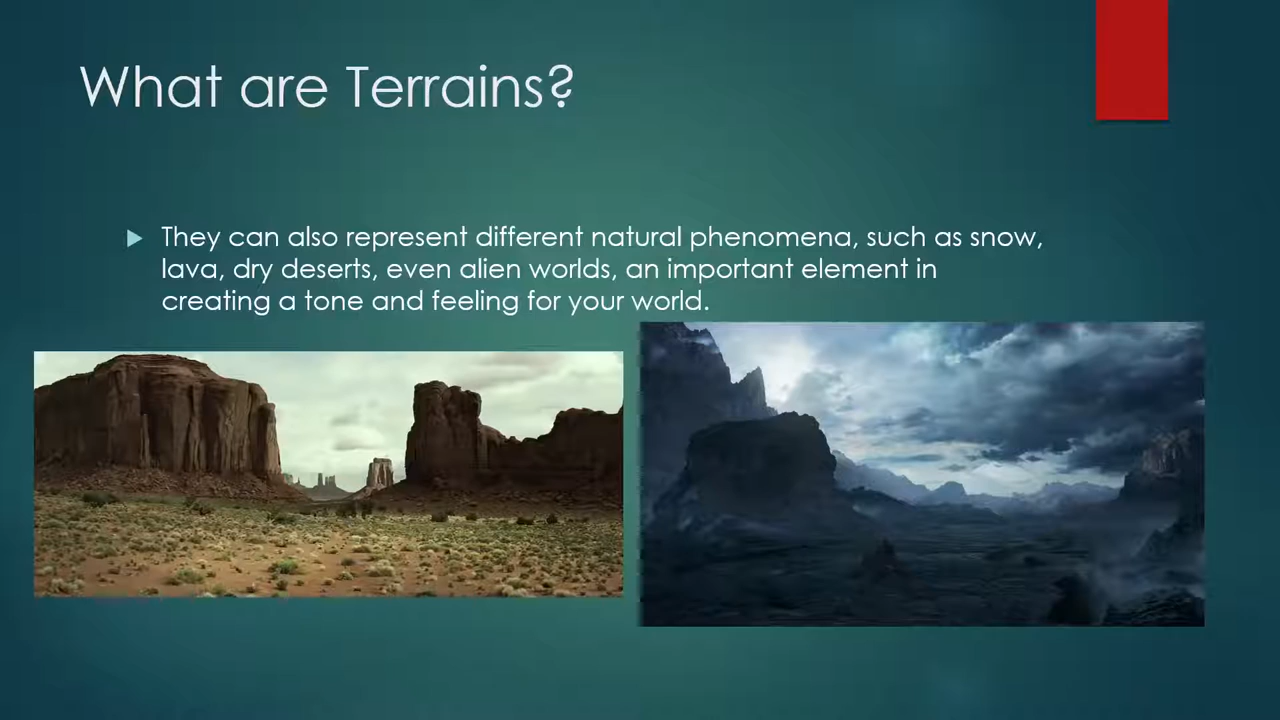 What are Terrains?
They can also represent different natural phenomena, such as snow,
lava, dry deserts, even alien worlds, an important element in
creating a tone and feeling for your world.